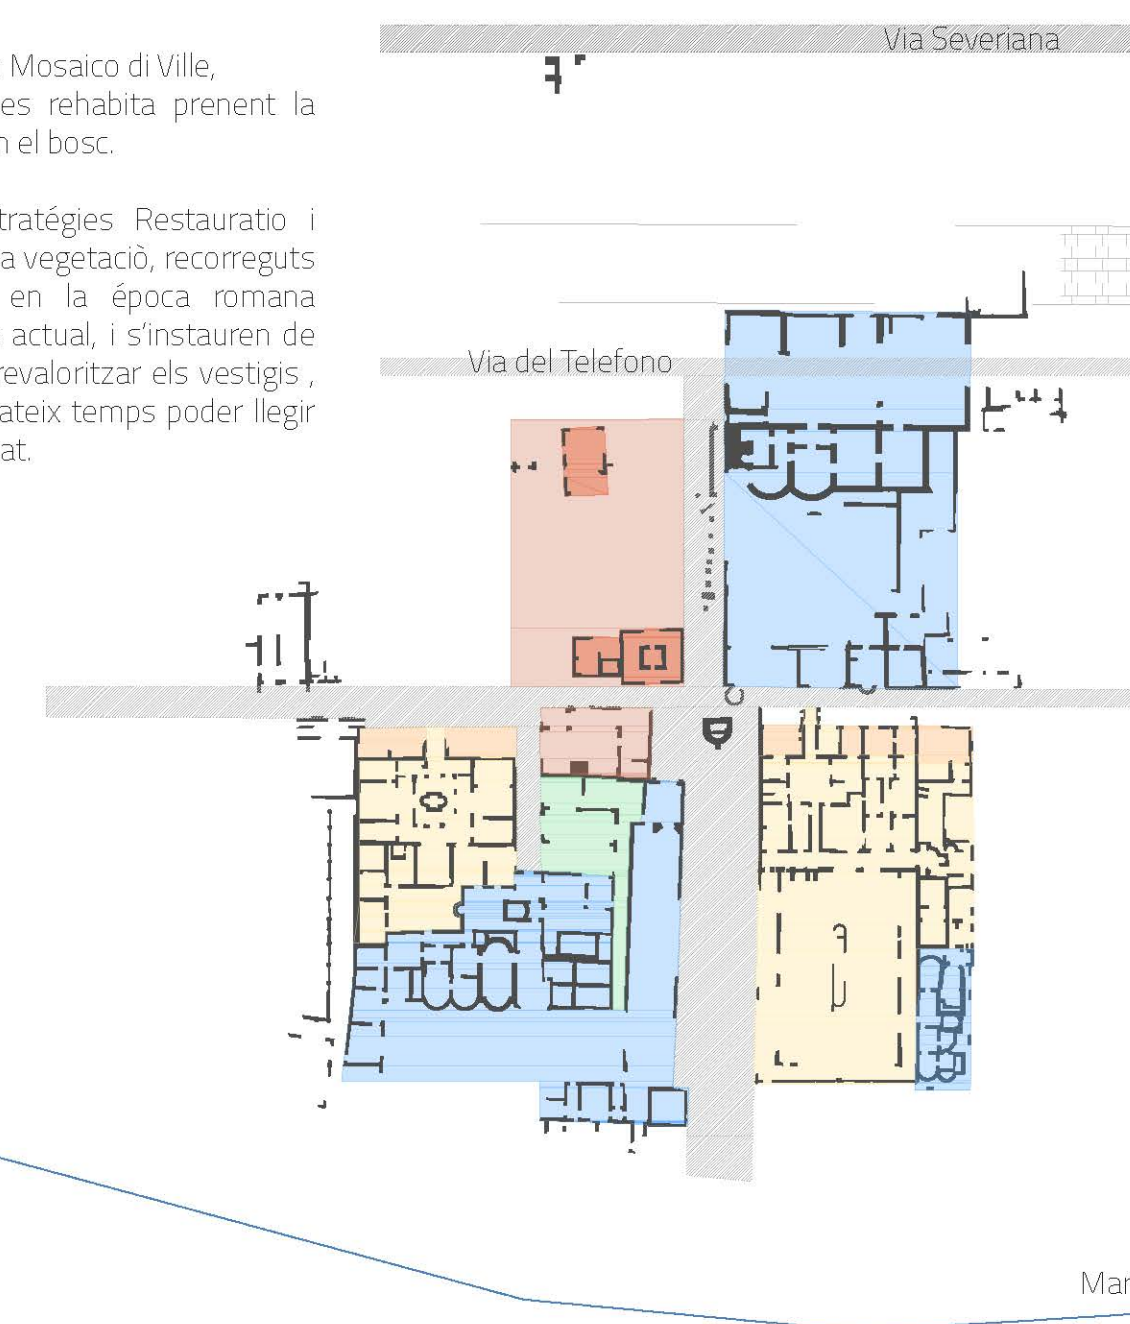 Mosaico di Ville,
es rehabita prenent la
el bosc.
tratégies Restauratio i
a vegetaciò, recorreguts
en la época romana
actual, i s'instauren de
revaloritzar els vestigis ,
ateix temps poder llegir
at.
Via Severiana
Via del Telefono
Mar